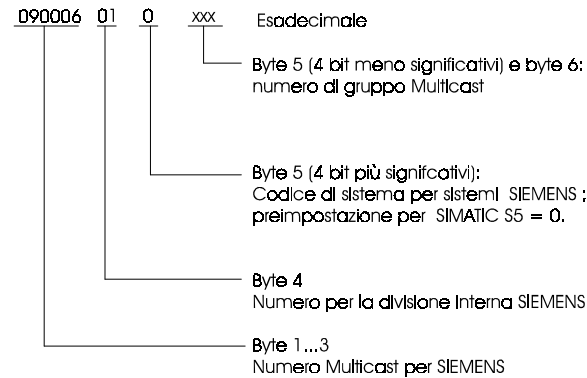 090006 01 0 xxx Esadecimale
Byte 5 (4 bit meno significativi) e byte 6:
numero di gruppo Multicast
Byte 5 (4 bit più signifcativi):
Codice di sistema per sistemi SIEMENS ;
preimpostazione per SIMATIC S5 = 0.
Byte 4
Numero per la divisione interna SIEMENS
Byte 1...3
Numero Multicast per SIEMENS